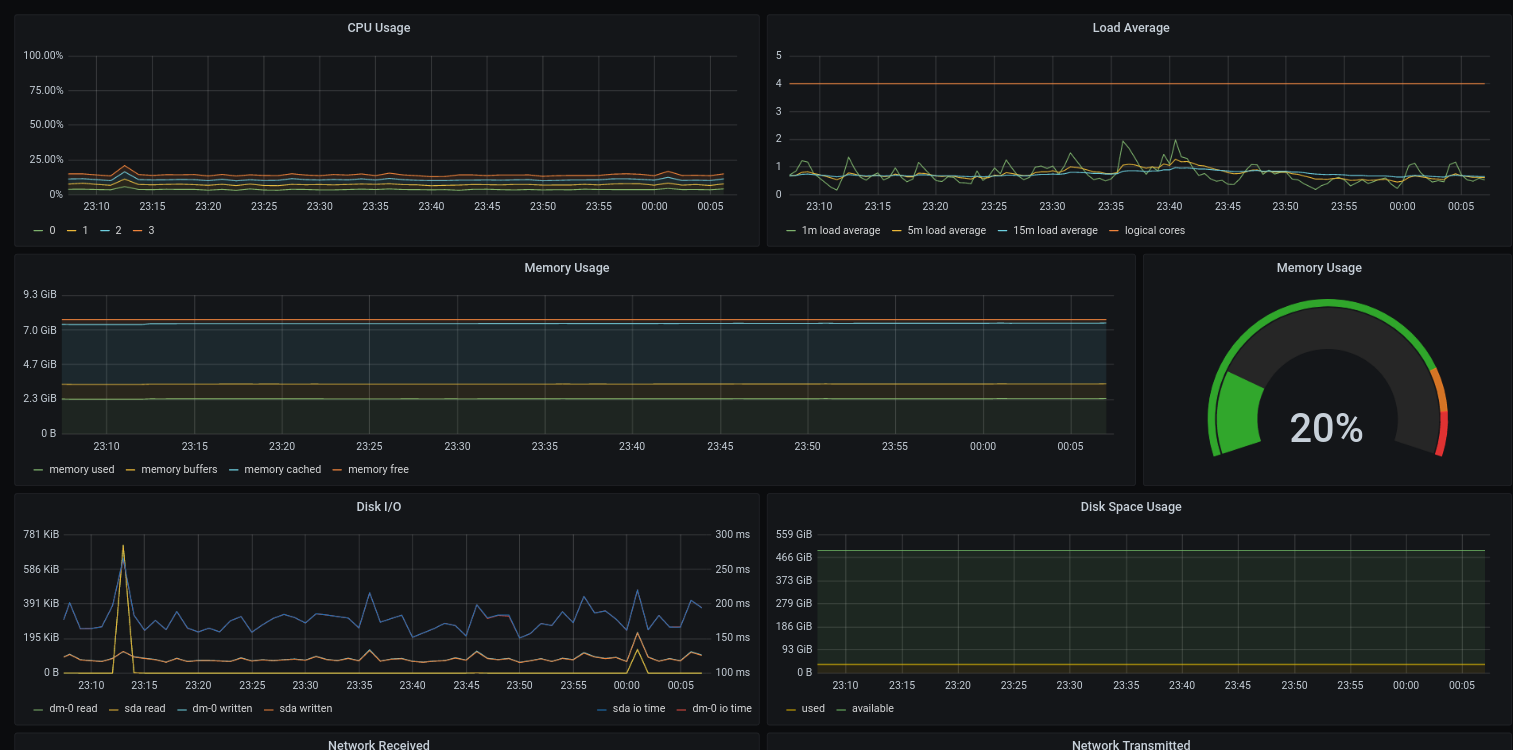 CPU Usage
100.00%
75.00%
50.00%
25.00%
0%
23:10 23:15 23:20 23:25 23:30 23:35 23:40 23:45 23:50 23:55 00:00 00:05
0 1 2 3
Load Average
5
4
3
2
1
0
23:10 23:15 23:20 23:25 23:30 23:35 23:40 23:45 23:50 23:55 00:00 00:05
1m load average 5m load average 15m load average logical cores
Memory Usage
9.3 GiB
7.0 GiB
4.7 GiB
2.3 GiB
0 B
23:10 23:15 23:20 23:25 23:30 23:35 23:40 23:45 23:50 23:55 00:00 00:05
memory used memory buffers memory cached memory free
Memory Usage
20%
Disk I/O
781 KiB 300 ms
586 KiB 250 ms
391 KiB 200 ms
195 KiB 150 ms
0 B 100 ms
23:10 23:15 23:20 23:25 23:30 23:35 23:40 23:45 23:50 23:55 00:00 00:05
dm-0 read sda read dm-0 written sda written sda io time dm-0 io time
Disk Space Usage
559 GiB
466 GiB
373 GiB
279 GiB
186 GiB
93 GiB
0 B
23:10 23:15 23:20 23:25 23:30 23:35 23:40 23:45 23:50 23:55 00:00 00:05
used available
Network Received
Network Transmitted